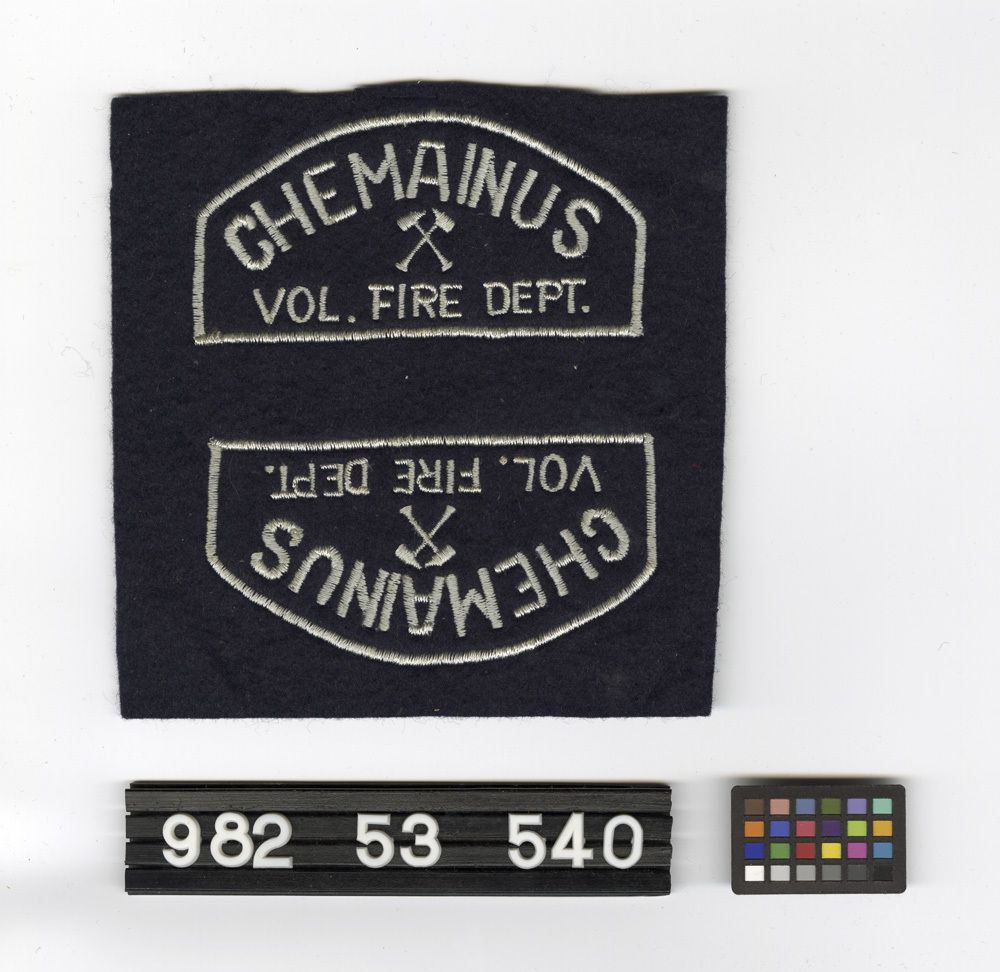 CHEMAINUS
VOL. FIRE DEPT.
VOL. FIRE DEPT.
CHEMAINUS
982 53 540